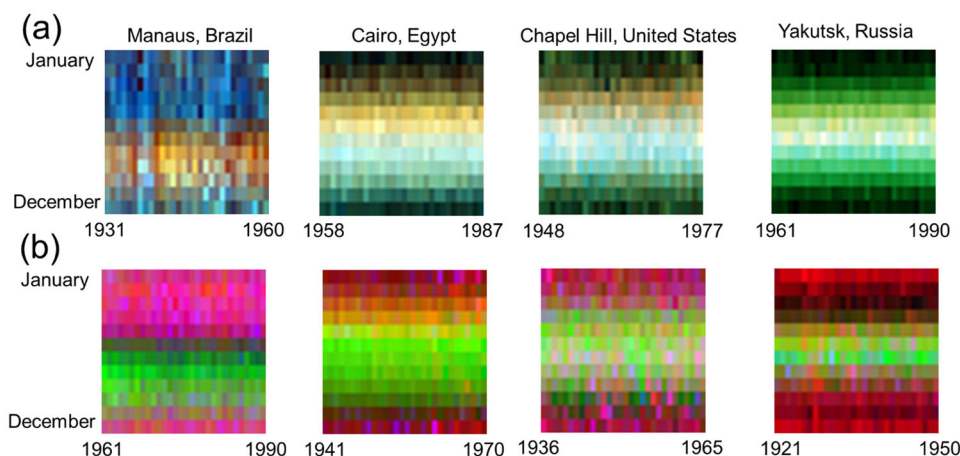 (a)
Manaus, Brazil
Cairo, Egypt
Chapel Hill, United States
Yakutsk, Russia
January
December
1931
1960
1958
1987
1948
1977
1961
1990
(b)
January
December
1961
1990
1941
1970
1936
1965
1921
1950